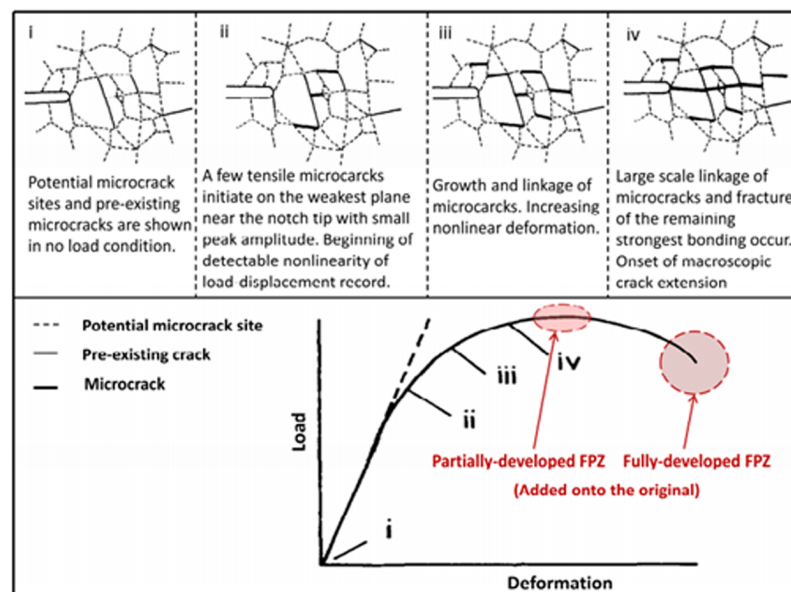 i
ii
iii
iv
Potential microcrack
sites and pre-existing
microcracks are shown
in no load condition.
A few tensile microcarcks
initiate on the weakest plane
near the notch tip with small
peak amplitude. Beginning of
detectable nonlinearity of
load-displacement record.
Growth and linkage of
microcarcks. Increasing
nonlinear deformation.
Large scale linkage of
microcracks and fracture
of the remaining
strongest bonding occur.
Onset of macroscopic
crack extension
Potential microcrack site
Pre-existing crack
Microcrack
Load
i
ii
iii
iv
Partially-developed FPZ
Fully-developed FPZ
(Added onto the original)
Deformation